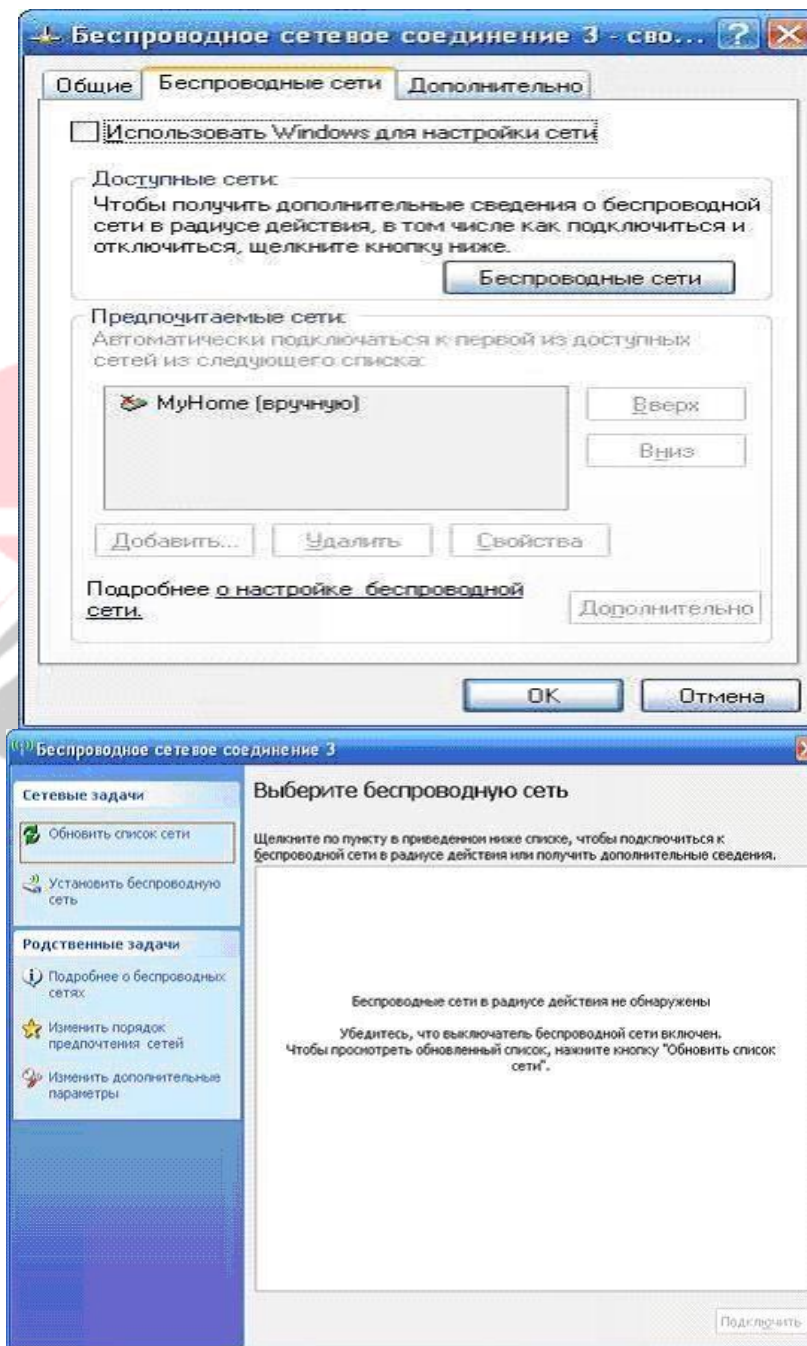 Беспроводное сетевое соединение 3 - сво...
Общие
Беспроводные сети
Дополнительно
Использовать Windows для настройки сети
Доступные сети:
Чтобы получить дополнительные сведения о беспроводной
сети в радиусе действия, в том числе как подключиться и
отключиться, щелкните кнопку ниже.
Беспроводные сети
Предпочитаемые сети:
Автоматически подключаться к первой из доступных
сетей из следующего списка:
MyHome (вручную)
Вверх
Вниз
Добавить...
Удалить
Свойства
Подробнее о настройке беспроводной
сети.
Дополнительно
OK
Отмена
Беспроводное сетевое соединение 3
Сетевые задачи
Обновить список сети
Установить беспроводную
сеть
Родственные задачи
Подробнее о беспроводных
сетях
Изменить порядок
предпочтения сетей
Изменить дополнительные
параметры
Выберите беспроводную сеть
Щелкните по пункту в приведенном ниже списке, чтобы подключиться к
беспроводной сети в радиусе действия или получить дополнительные сведения.
Беспроводные сети в радиусе действия не обнаружены
Убедитесь, что выключатель беспроводной сети включен.
Чтобы просмотреть обновленный список, нажмите кнопку "Обновить список
сети".
Подключить